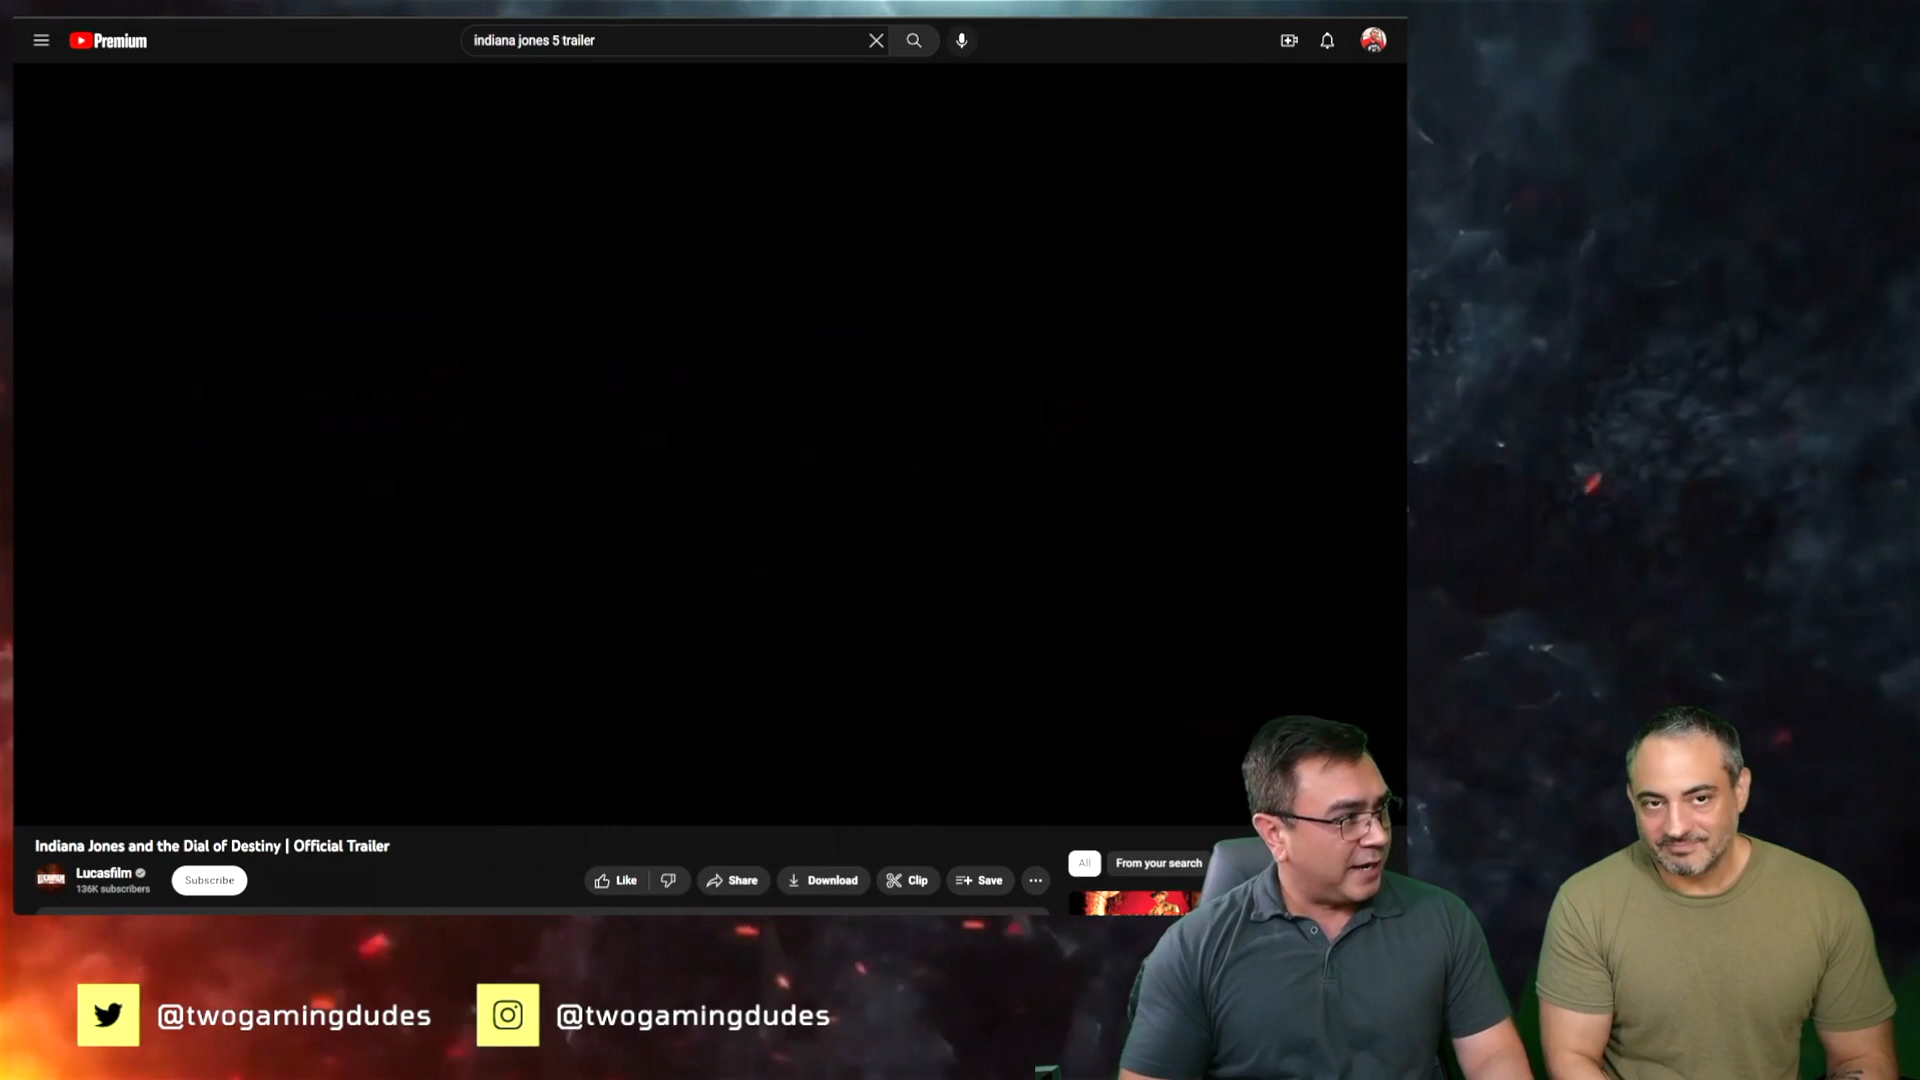 Premium
indiana jones 5 trailer
Indiana Jones and the Dial of Destiny | Official Trailer
Lucasfilm
136K subscribers
Subscribe
Like
Share
Download
Clip
Save
All
From your search
@twogamingdudes
@twogamingdudes